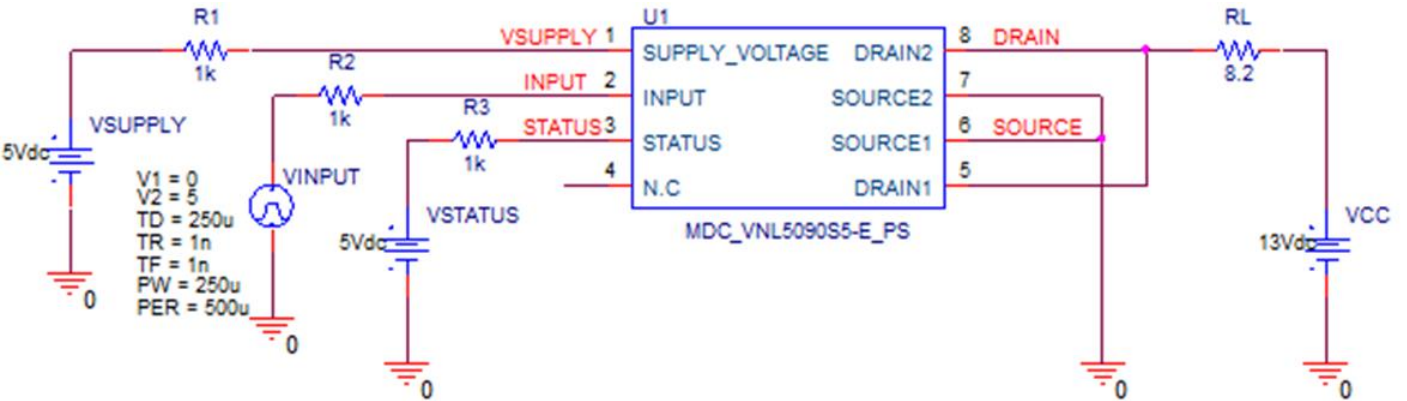 R1
1k
VSUPPLY 1
R2
1k
INPUT 2
R3
1k
STATUS 3
4
U1
SUPPLY_VOLTAGE DRAIN2
INPUT SOURCE2
STATUS SOURCE1
N.C DRAIN1
MDC_VNL5090S5-E_PS
8 DRAIN
7
6 SOURCE
5
RL
8.2
VSUPPLY
5Vdc
0
VINPUT
V1 = 0
V2 = 5
TD = 250u
TR = 1n
TF = 1n
PW = 250u
PER = 500u
0
VSTATUS
5Vdc
0
0
VCC
13Vdc
0